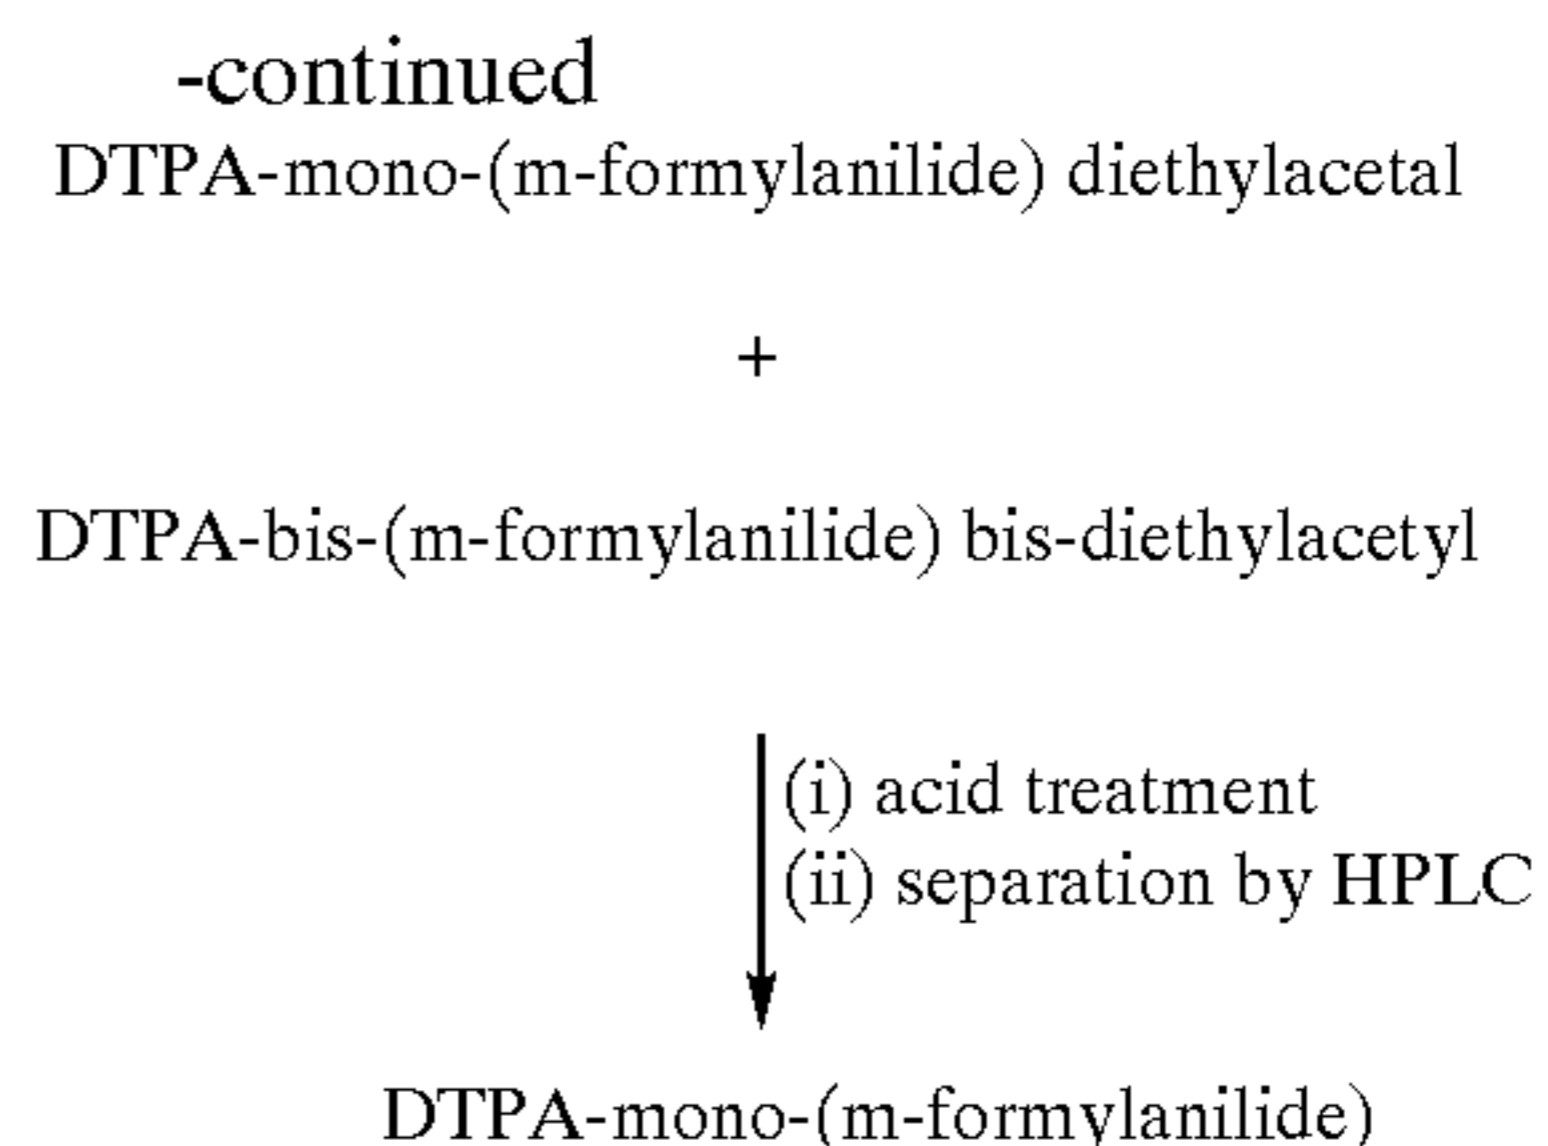 -continued
DTPA-mono-(m-formylanilide) diethylacetal
+
DTPA-bis-(m-formylanilide) bis-diethylacetyl
(i) acid treatment
(ii) separation by HPLC
DTPA-mono-(m-formylanilide)